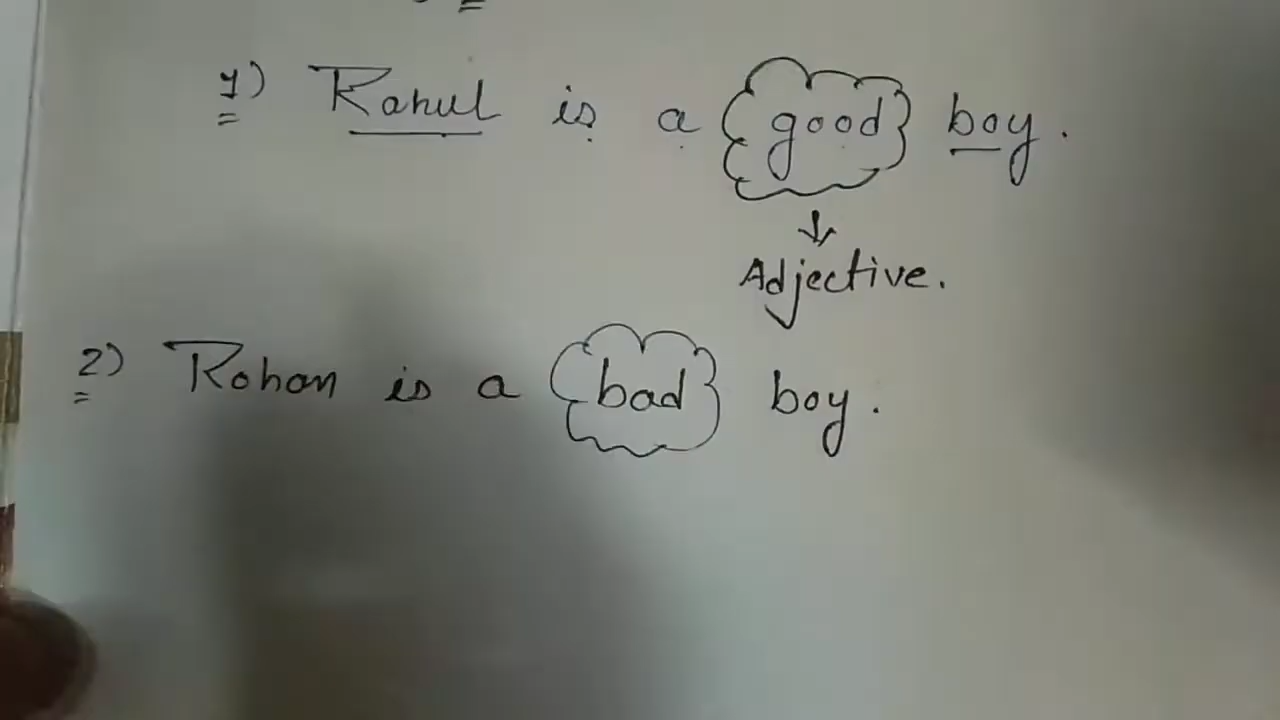 1) Rahul is a good boy.
Adjective.
2) Rohan is a bad boy.